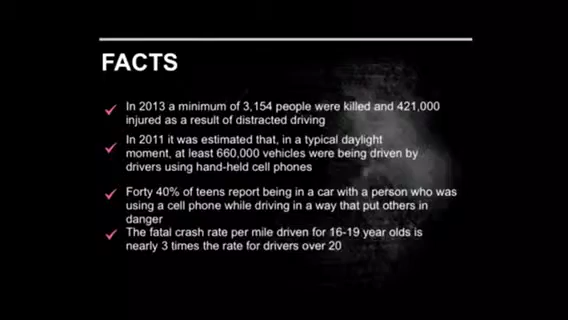 FACTS
In 2013 a minimum of 3,154 people were killed and 421,000
injured as a result of distracted driving
In 2011 it was estimated that, in a typical daylight
moment, at least 660,000 vehicles were being driven by
drivers using hand-held cell phones
Forty 40% of teens report being in a car with a person who was
using a cell phone while driving in a way that put others in
danger
The fatal crash rate per mile driven for 16-19 year olds is
nearly 3 times the rate for drivers over 20